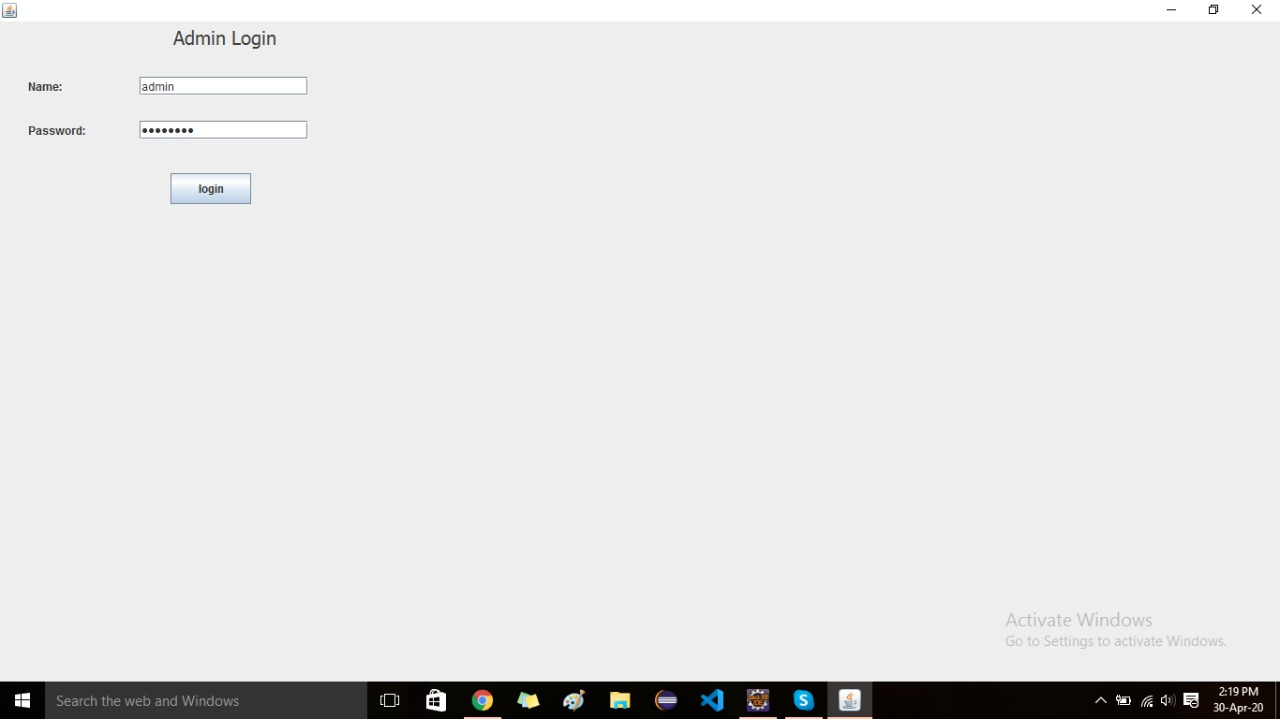 Admin Login
Name:
admin
Password:
••••••••
login
Activate Windows
Go to Settings to activate Windows.
Search the web and Windows
2:19 PM
30-Apr-20